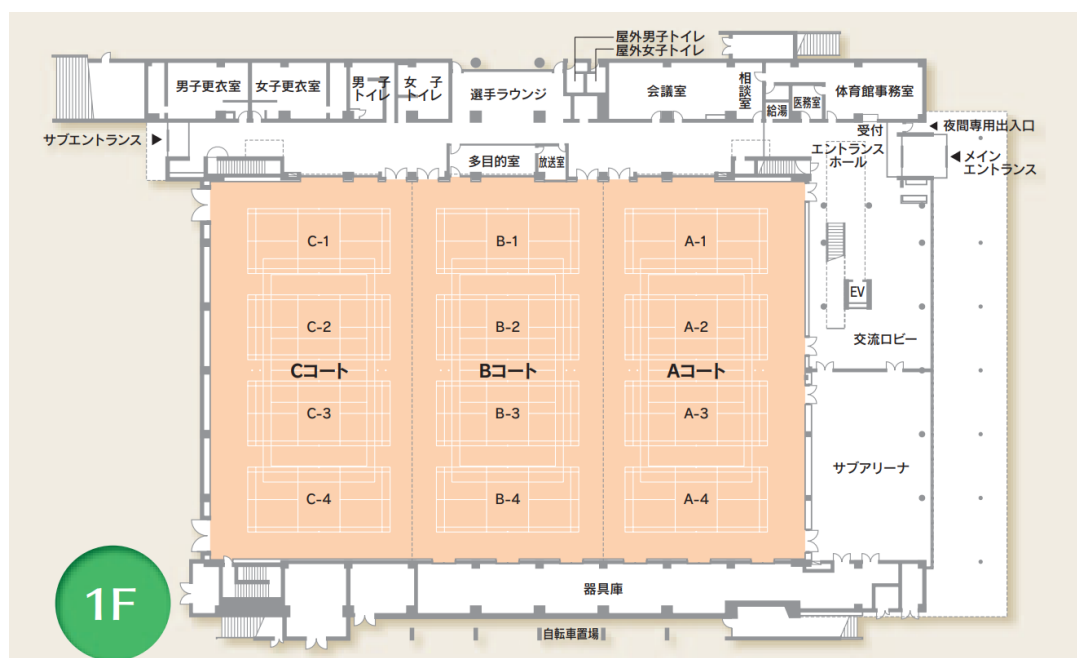 屋外男子トイレ
屋外女子トイレ
男子更衣室
女子更衣室
男子
トイレ
女子
トイレ
選手ラウンジ
会議室
相談室
給湯
医務室
体育館事務室
サブエントランス
多目的室
放送室
受付
夜間専用出入口
エントランス
ホール
メイン
エントランス
C-1
B-1
A-1
EV
C-2
B-2
A-2
交流ロビー
Cコート
Bコート
Aコート
C-3
B-3
A-3
サブアリーナ
C-4
B-4
A-4
1F
器具庫
自転車置場